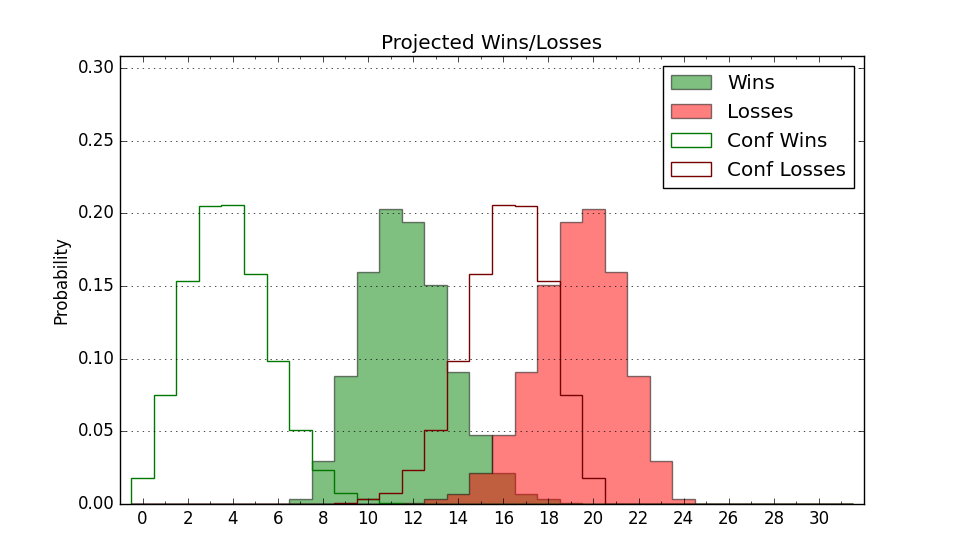 Projected Wins/Losses
0.30
0.25
0.20
0.15
0.10
0.05
0.00
Probability
Wins
Losses
Conf Wins
Conf Losses
0 2 4 6 8 10 12 14 16 18 20 22 24 26 28 30